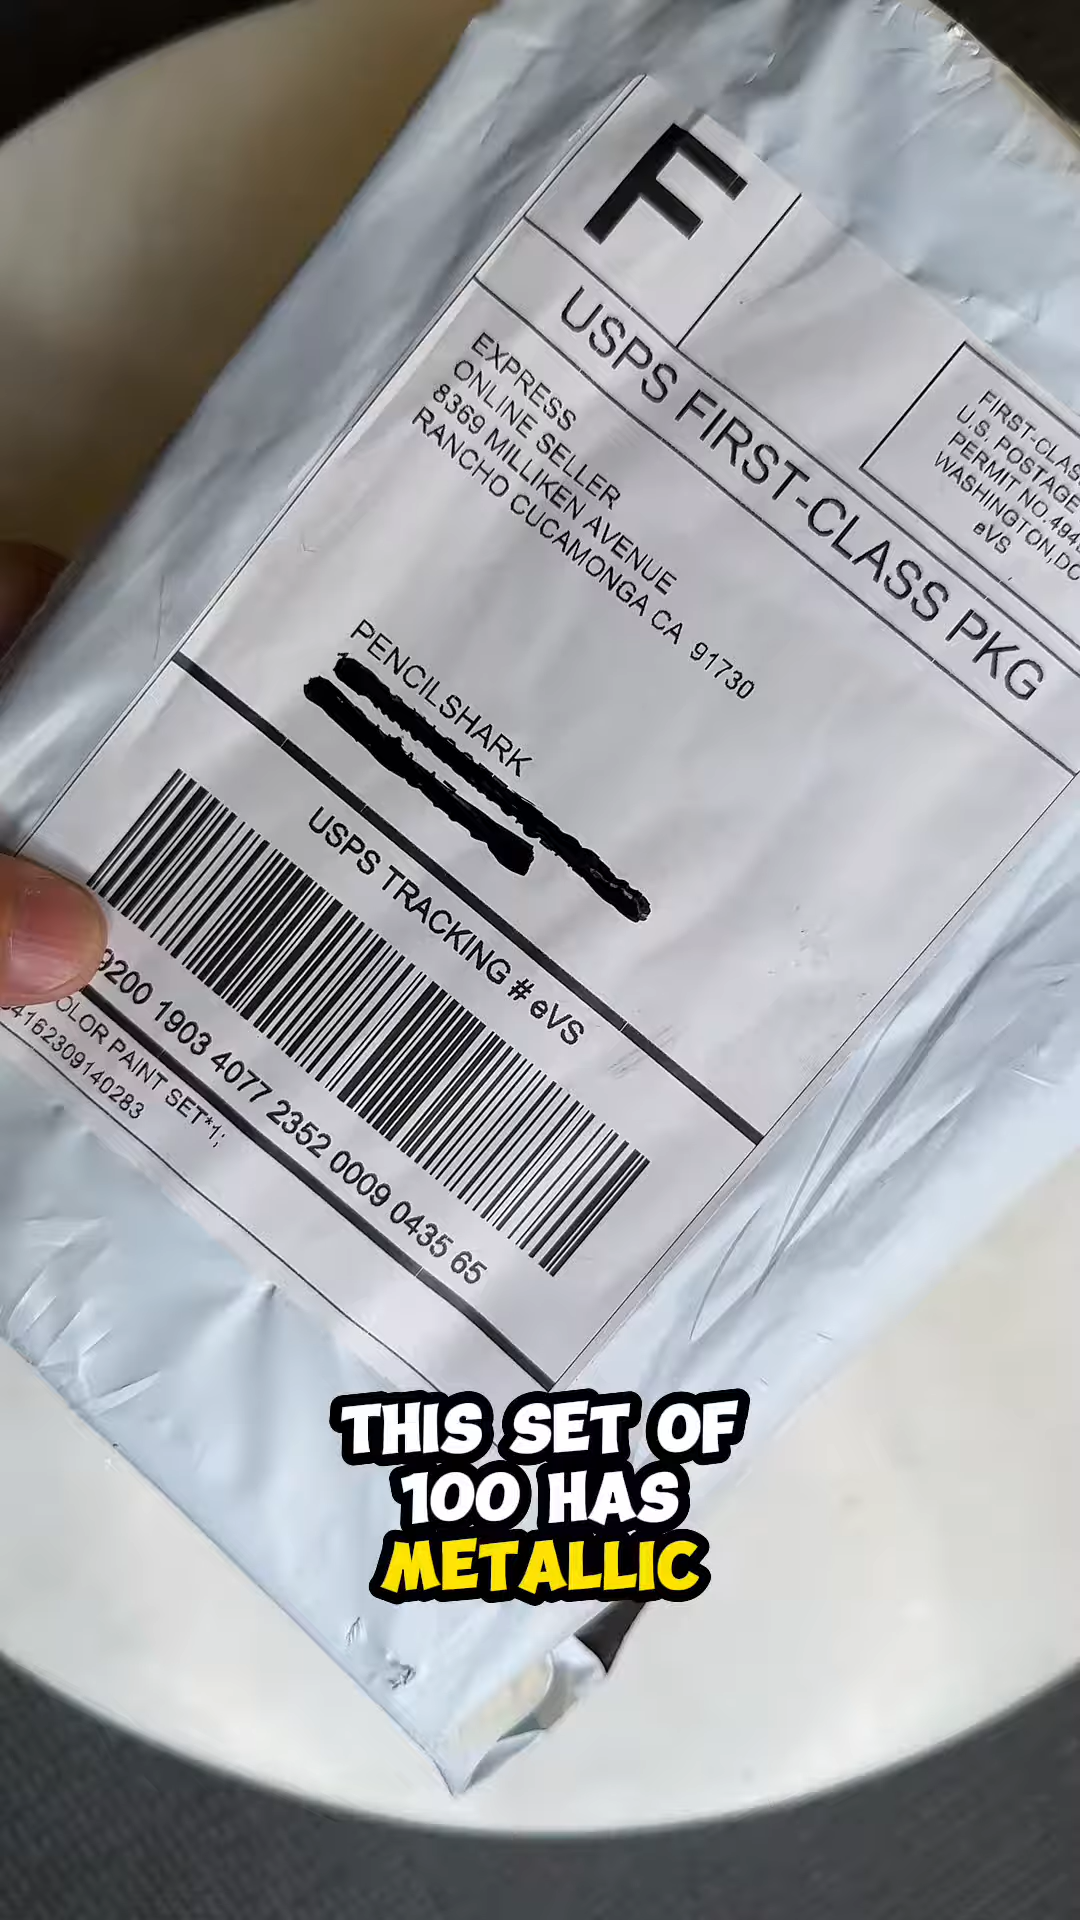 F
USPS FIRST-CLASS PKG
EXPRESS
ONLINE SELLER
8369 MILLIKEN AVENUE
RANCHO CUCAMONGA CA 91730
FIRST-CLAS
U.S. POSTAGE
PERMIT NO.494
WASHINGTON,DC
eVS
PENCILSHARK
USPS TRACKING # eVS
9200 1903 4077 2352 0009 0435 65
OLOR PAINT SET*1;
4162309140283
THIS SET OF
100 HAS
METALLIC